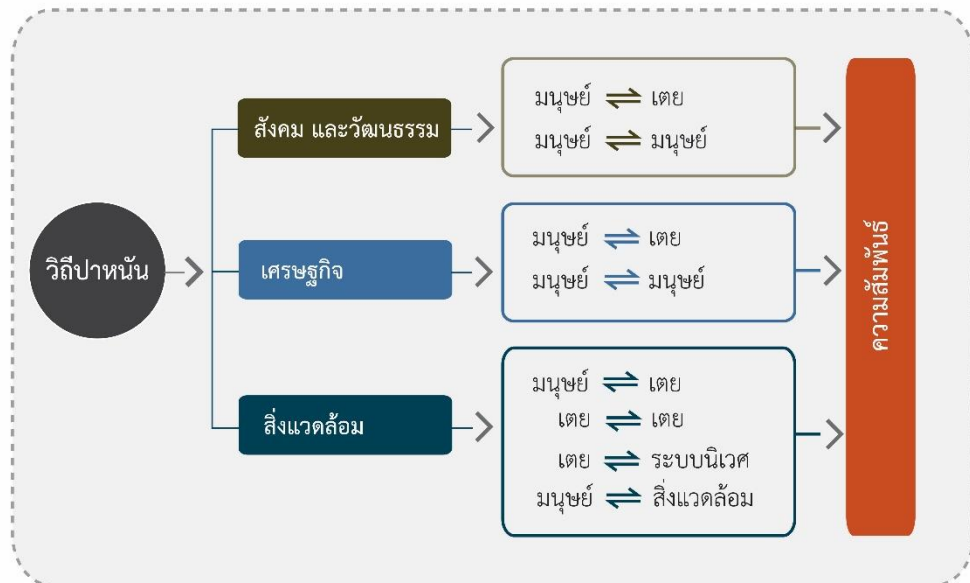 วิถีปาหนัน
สังคม และวัฒนธรรม
มนุษย์ ⇌ เตย
มนุษย์ ⇌ มนุษย์
เศรษฐกิจ
มนุษย์ ⇌ เตย
มนุษย์ ⇌ มนุษย์
สิ่งแวดล้อม
มนุษย์ ⇌ เตย
เตย ⇌ เตย
เตย ⇌ ระบบนิเวศ
มนุษย์ ⇌ สิ่งแวดล้อม
ความสัมพันธ์